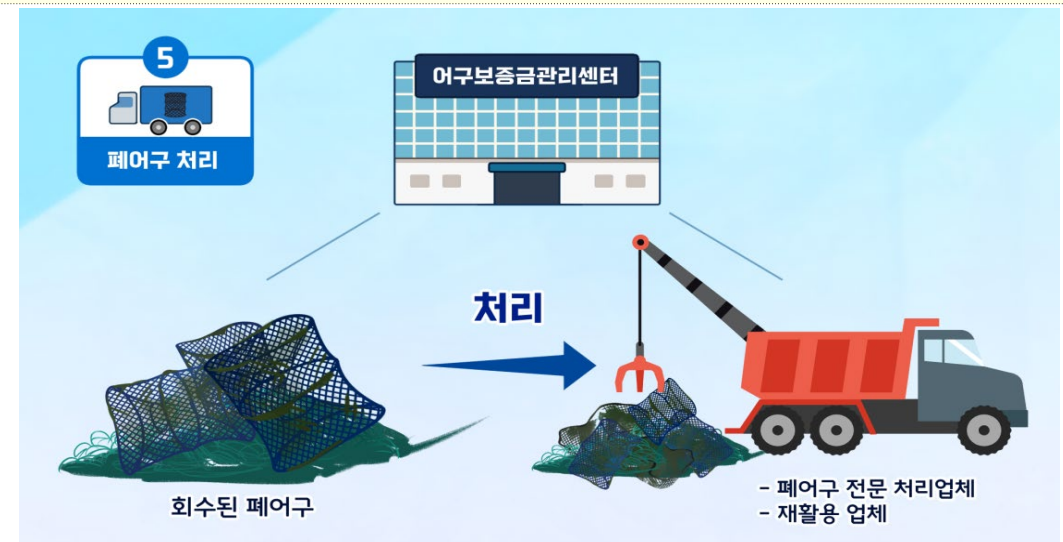 5
폐어구 처리
어구보증금관리센터
처리
회수된 폐어구
- 폐어구 전문 처리업체
- 재활용 업체